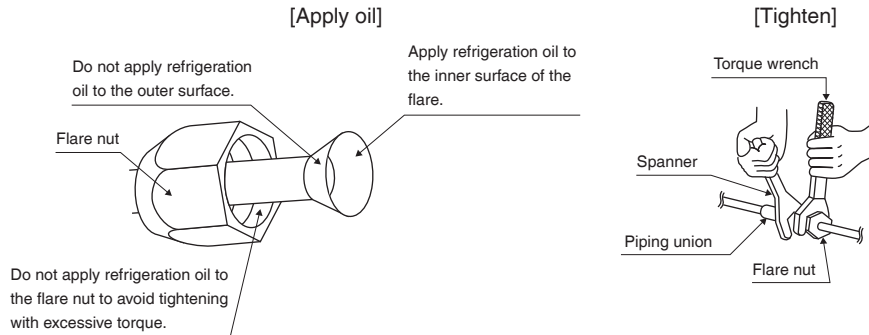 [Apply oil]
Do not apply refrigeration
oil to the outer surface.
Apply refrigeration oil to
the inner surface of the
flare.
Flare nut
Do not apply refrigeration oil to
the flare nut to avoid tightening
with excessive torque.
[Tighten]
Torque wrench
Spanner
Piping union
Flare nut